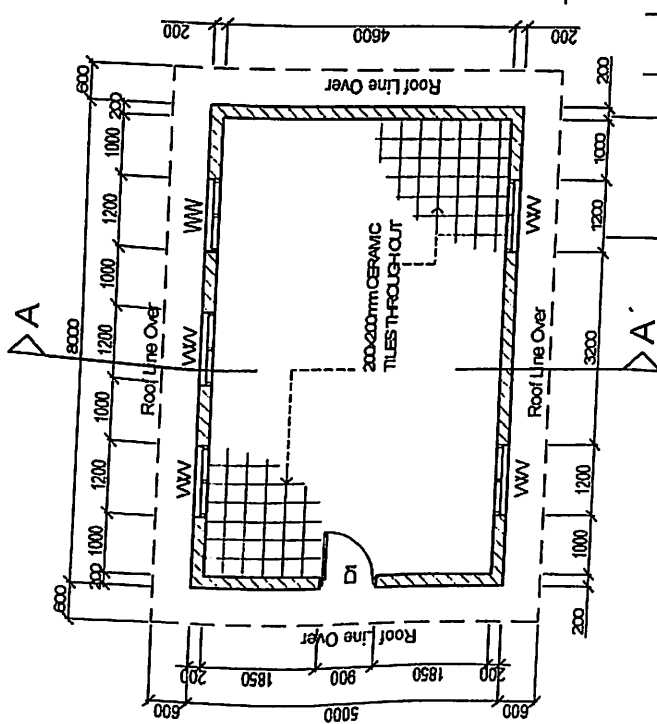 200
4600
200
600
200
1000
1200
1000
1200
1000
1200
1000
200
600
8000
A
Roof Line Over
Roof Line Over
WW
WW
WW
200x200mm CERAMIC
TILES THROUGHOUT
D1
Roof Line Over
200
1850
900
1850
200
600
5000
600
WW
WW
Roof Line Over
200
1000
1200
3200
1200
1000
200
A'